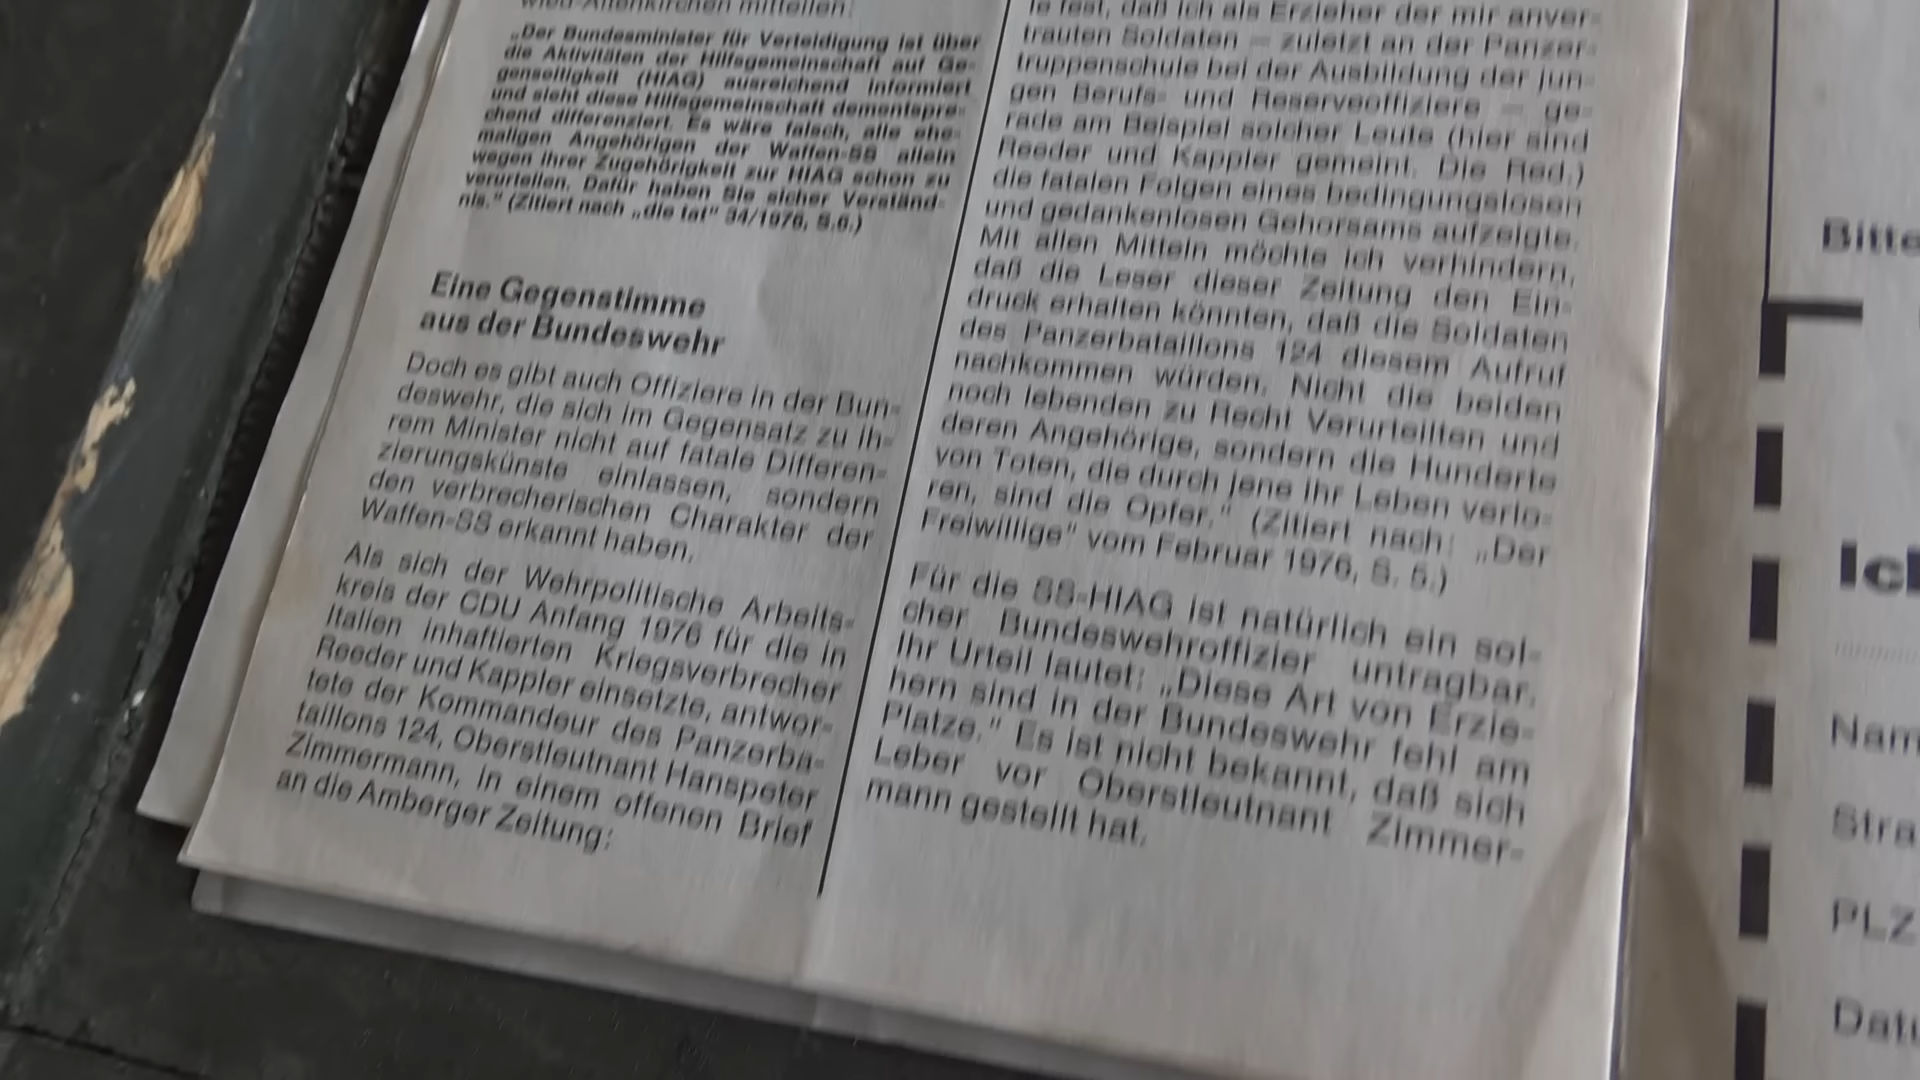 wied-Altenkirchen mitteilen:
„Der Bundesminister für Verteidigung ist über
die Aktivitäten der Hilfsgemeinschaft auf Ge-
genseitigkeit (HIAG) ausreichend informiert
und sieht diese Hilfsgemeinschaft dementspre-
chend differenziert. Es wäre falsch, alle ehe-
maligen Angehörigen der Waffen-SS allein
wegen ihrer Zugehörigkeit zur HIAG schon zu
verurteilen. Dafür haben Sie sicher Verständ-
nis.“ (Zitiert nach „die tat“ 34/1976, S.6.)
Eine Gegenstimme
aus der Bundeswehr
Doch es gibt auch Offiziere in der Bun-
deswehr, die sich im Gegensatz zu ih-
rem Minister nicht auf fatale Differen-
zierungskünste einlassen, sondern
den verbrecherischen Charakter der
Waffen-SS erkannt haben.
Als sich der Wehrpolitische Arbeits-
kreis der CDU Anfang 1976 für die in
Italien inhaftierten Kriegsverbrecher
Reeder und Kappler einsetzte, antwor-
tete der Kommandeur des Panzerba-
taillons 124, Oberstleutnant Hanspeter
Zimmermann, in einem offenen Brief
an die Amberger Zeitung:
le fest, daß ich als Erzieher der mir anver-
trauten Soldaten — zuletzt an der Panzer-
truppenschule bei der Ausbildung der jun-
gen Berufs- und Reserveoffiziere — ge-
rade am Beispiel solcher Leute (hier sind
Reeder und Kappler gemeint. Die Red.)
die fatalen Folgen eines bedingungslosen
und gedankenlosen Gehorsams aufzeigte.
Mit allen Mitteln möchte ich verhindern,
daß die Leser dieser Zeitung den Ein-
druck erhalten könnten, daß die Soldaten
des Panzerbataillons 124 diesem Aufruf
nachkommen würden. Nicht die beiden
noch lebenden zu Recht Verurteilten und
deren Angehörige, sondern die Hunderte
von Toten, die durch jene ihr Leben verlo-
ren, sind die Opfer.“ (Zitiert nach: „Der
Freiwillige“ vom Februar 1976, S. 5.)
Für die SS-HIAG ist natürlich ein sol-
cher Bundeswehroffizier untragbar.
Ihr Urteil lautet: „Diese Art von Erzie-
hern sind in der Bundeswehr fehl am
Platze.“ Es ist nicht bekannt, daß sich
Leber vor Oberstleutnant Zimmer-
mann gestellt hat.
Bitte
Ich
Nam
Stra
PLZ
Datu